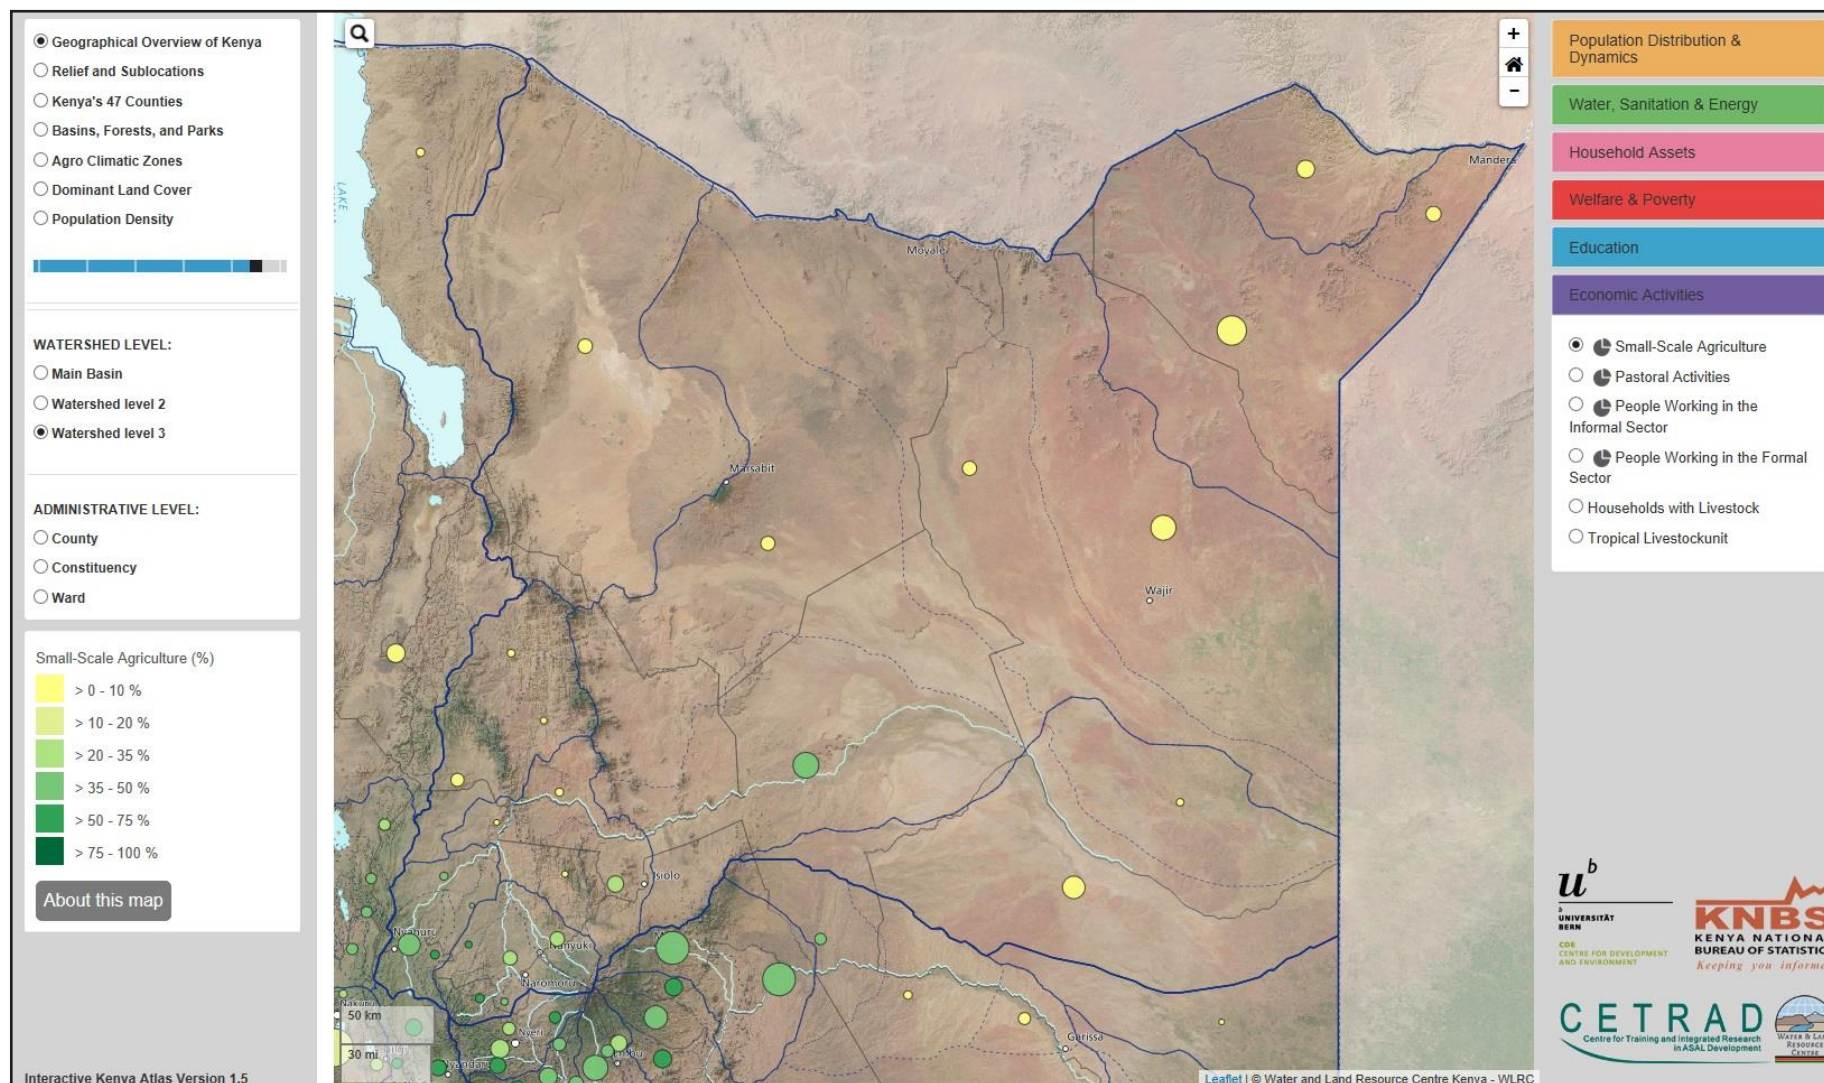 Geographical Overview of Kenya
Relief and Sublocations
Kenya's 47 Counties
Basins, Forests, and Parks
Agro Climatic Zones
Dominant Land Cover
Population Density
WATERSHED LEVEL:
Main Basin
Watershed level 2
Watershed level 3
ADMINISTRATIVE LEVEL:
County
Constituency
Ward
Small-Scale Agriculture (%)
> 0 - 10 %
> 10 - 20 %
> 20 - 35 %
> 35 - 50 %
> 50 - 75 %
> 75 - 100 %
About this map
Interactive Kenya Atlas Version 1.5
LAKE
Mandera
Moyale
Marsabit
Wajir
Isiolo
Nyahuru
Nanyuki
Naromoru
Nakuru
Nyeri
Garissa
50 km
30 mi
+
−
Leaflet | © Water and Land Resource Centre Kenya - WLRC
Population Distribution &
Dynamics
Water, Sanitation & Energy
Household Assets
Welfare & Poverty
Education
Economic Activities
Small-Scale Agriculture
Pastoral Activities
People Working in the
Informal Sector
People Working in the Formal
Sector
Households with Livestock
Tropical Livestockunit
u
b
b
UNIVERSITÄT
BERN
CDE
CENTRE FOR DEVELOPMENT
AND ENVIRONMENT
KNBS
KENYA NATIONA
BUREAU OF STATISTIC
Keeping you informe
CETRAD
Centre for Training and Integrated Research
in ASAL Development
WATER & LA
RESOURCE
CENTRE